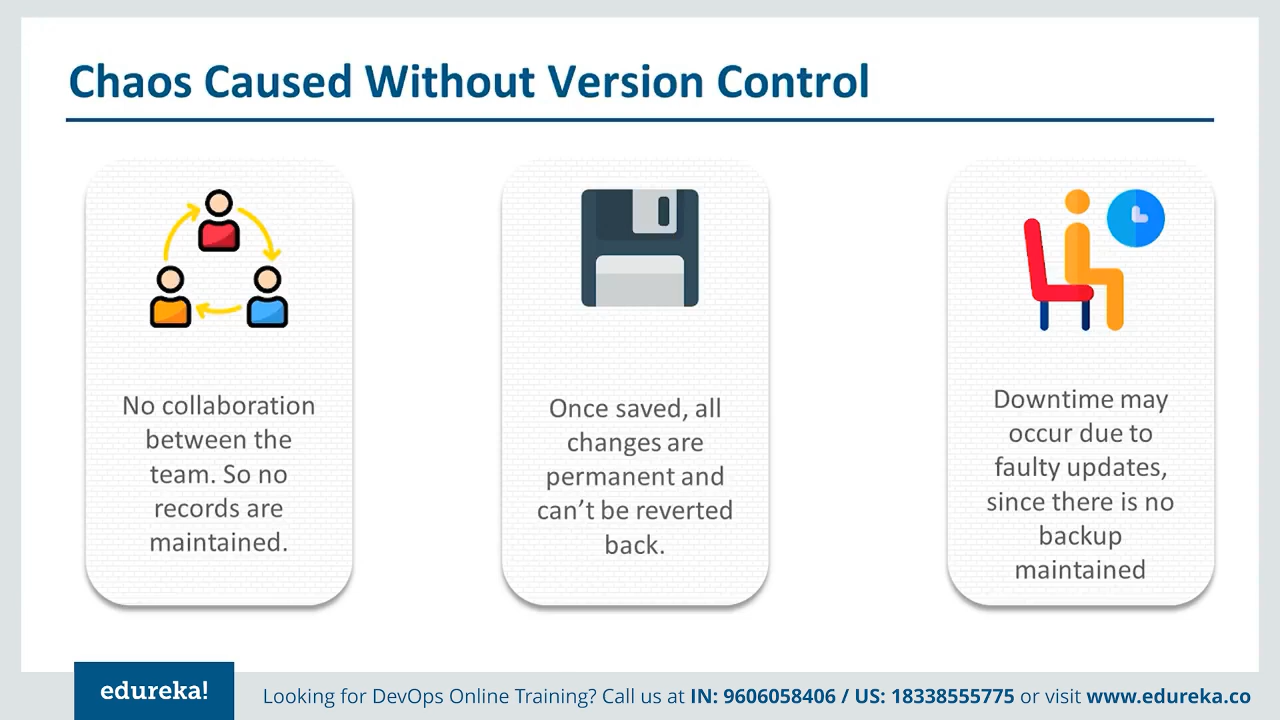 Chaos Caused Without Version Control
No collaboration
between the
team. So no
records are
maintained.
Once saved, all
changes are
permanent and
can’t be reverted
back.
Downtime may
occur due to
faulty updates,
since there is no
backup
maintained
edureka!
Looking for DevOps Online Training? Call us at IN: 9606058406 / US: 18338555775 or visit www.edureka.co